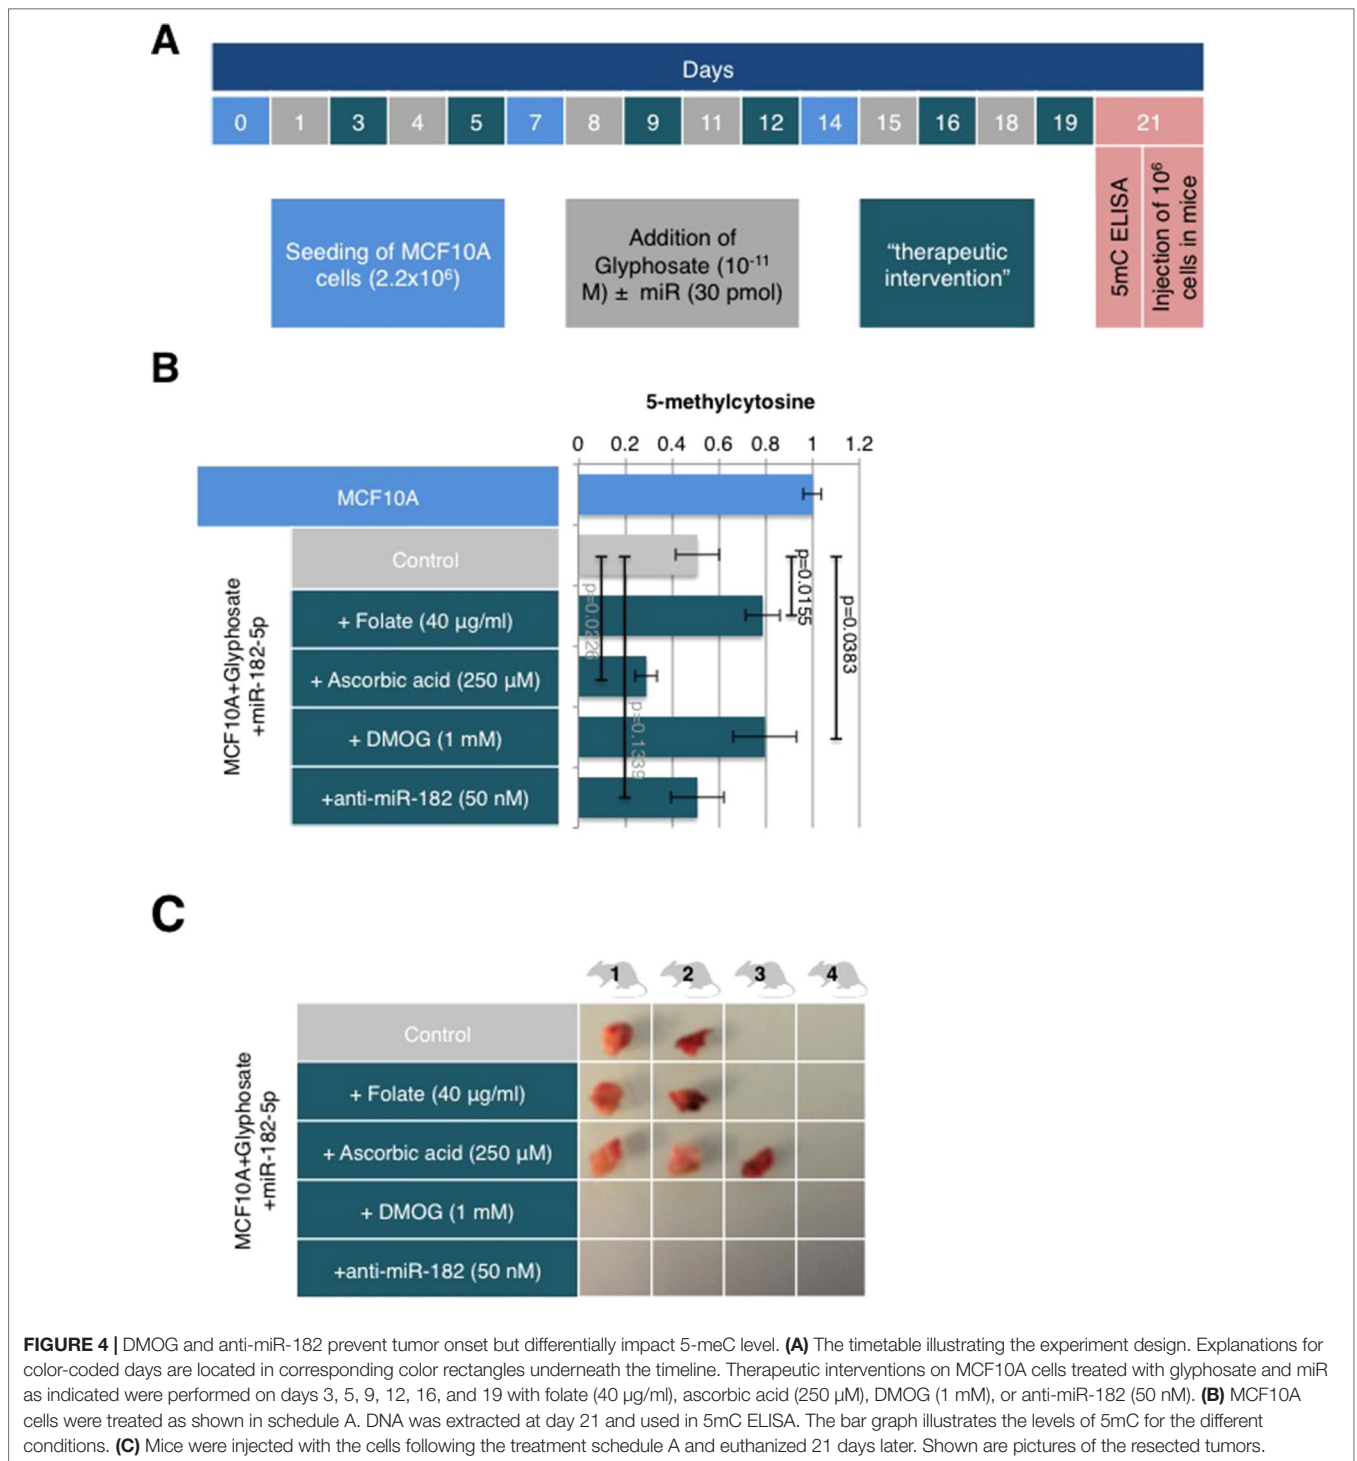 A
Days
0 1 3 4 5 7 8 9 11 12 14 15 16 18 19 21
Seeding of MCF10A
cells (2.2x10⁶)
Addition of
Glyphosate (10⁻¹¹
M) ± miR (30 pmol)
“therapeutic
intervention”
5mC ELISA
Injection of 10⁶
cells in mice
B
5-methylcytosine
0 0.2 0.4 0.6 0.8 1 1.2
MCF10A
MCF10A+Glyphosate
+miR-182-5p
Control
+ Folate (40 µg/ml)
+ Ascorbic acid (250 µM)
+ DMOG (1 mM)
+anti-miR-182 (50 nM)
p=0.0226
p=0.1339
p=0.0155
p=0.0383
C
1 2 3 4
MCF10A+Glyphosate
+miR-182-5p
Control
+ Folate (40 µg/ml)
+ Ascorbic acid (250 µM)
+ DMOG (1 mM)
+anti-miR-182 (50 nM)
FIGURE 4 | DMOG and anti-miR-182 prevent tumor onset but differentially impact 5-meC level. (A) The timetable illustrating the experiment design. Explanations for
color-coded days are located in corresponding color rectangles underneath the timeline. Therapeutic interventions on MCF10A cells treated with glyphosate and miR
as indicated were performed on days 3, 5, 9, 12, 16, and 19 with folate (40 µg/ml), ascorbic acid (250 µM), DMOG (1 mM), or anti-miR-182 (50 nM). (B) MCF10A
cells were treated as shown in schedule A. DNA was extracted at day 21 and used in 5mC ELISA. The bar graph illustrates the levels of 5mC for the different
conditions. (C) Mice were injected with the cells following the treatment schedule A and euthanized 21 days later. Shown are pictures of the resected tumors.